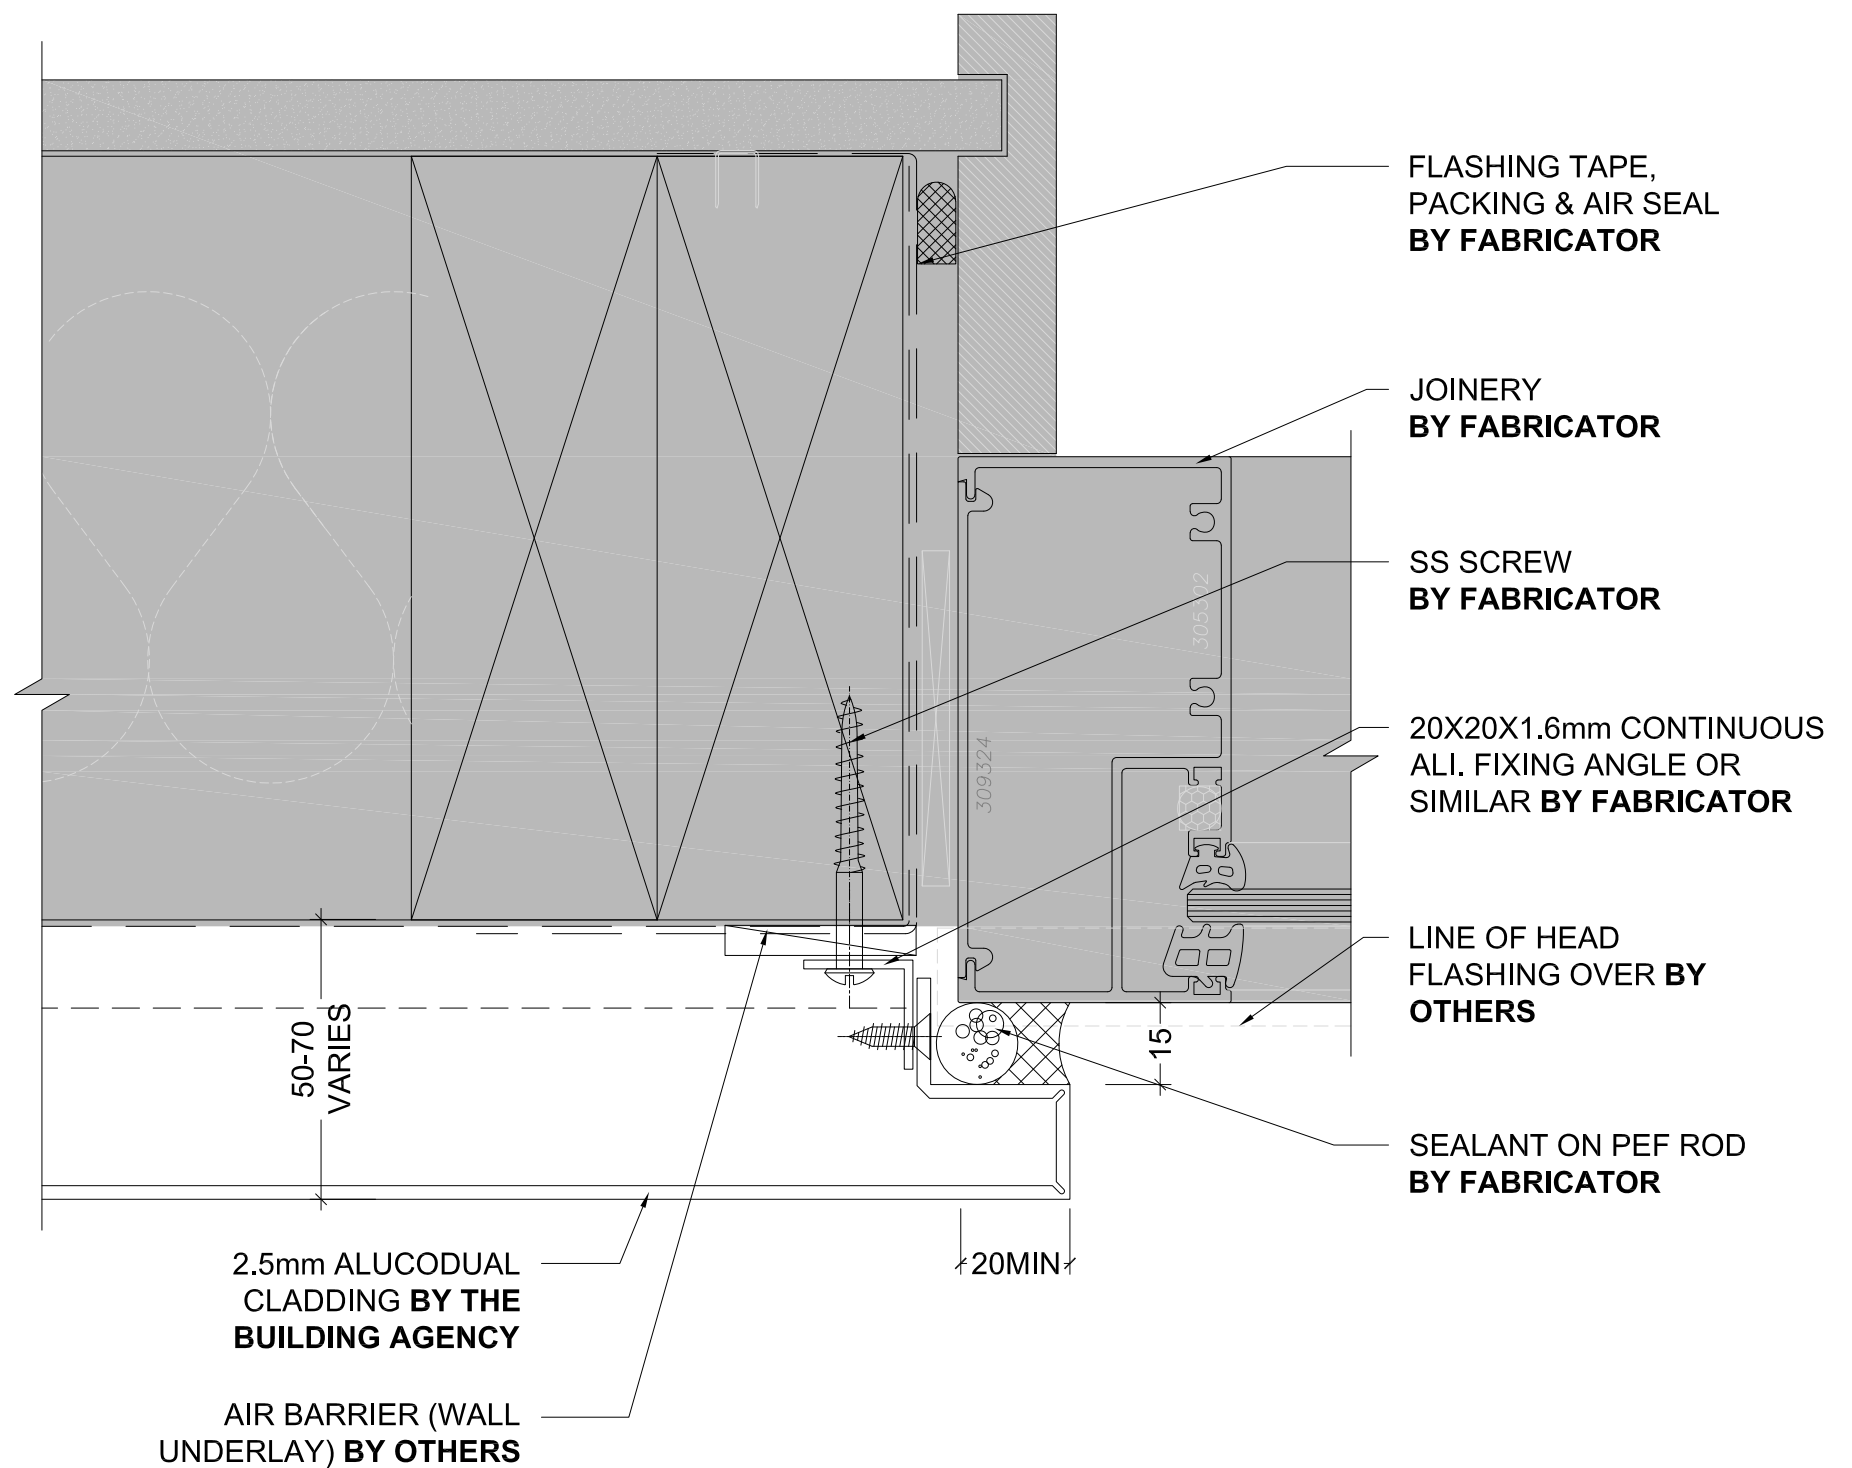 FLASHING TAPE,
PACKING & AIR SEAL
BY FABRICATOR
JOINERY
BY FABRICATOR
SS SCREW
BY FABRICATOR
305302
309324
20X20X1.6mm CONTINUOUS
ALI. FIXING ANGLE OR
SIMILAR BY FABRICATOR
LINE OF HEAD
FLASHING OVER BY
OTHERS
50-70
VARIES
15
SEALANT ON PEF ROD
BY FABRICATOR
20MIN
2.5mm ALUCODUAL
CLADDING BY THE
BUILDING AGENCY
AIR BARRIER (WALL
UNDERLAY) BY OTHERS